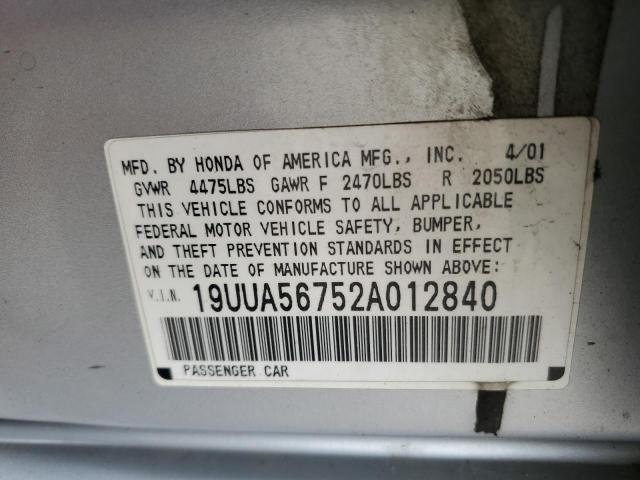 MFD. BY HONDA OF AMERICA MFG., INC. 4/01
GVWR 4475LBS GAWR F 2470LBS R 2050LBS
THIS VEHICLE CONFORMS TO ALL APPLICABLE
FEDERAL MOTOR VEHICLE SAFETY, BUMPER,
AND THEFT PREVENTION STANDARDS IN EFFECT
ON THE DATE OF MANUFACTURE SHOWN ABOVE:
V.I.N. 19UUA56752A012840
PASSENGER CAR